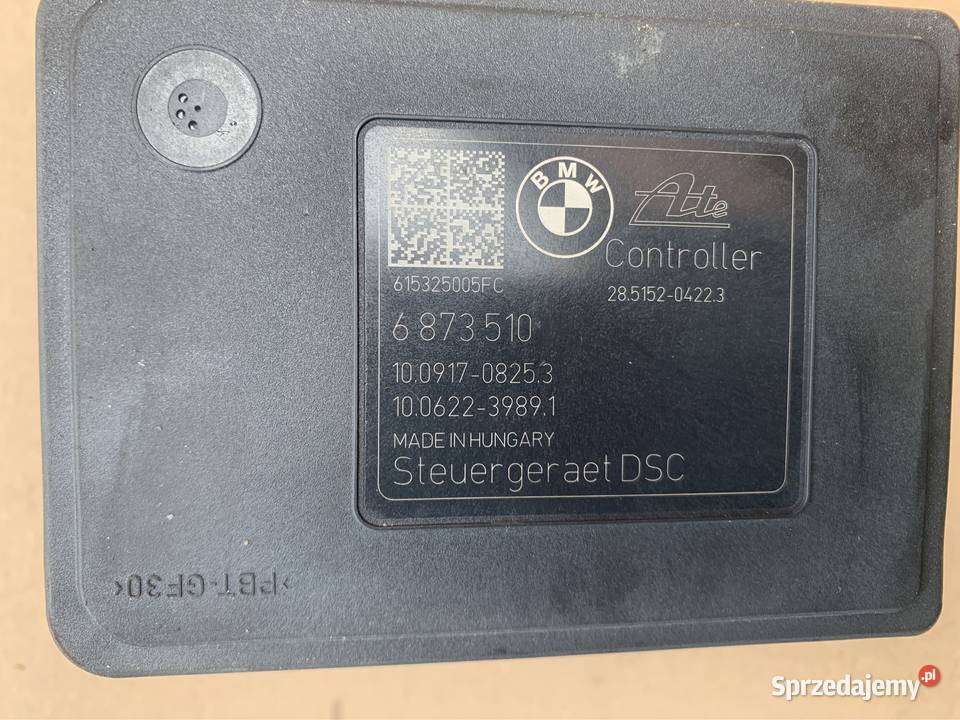 BMW
Ate
Controller
615325005FC
28.5152-0422.3
6 873 510
10.0917-0825.3
10.0622-3989.1
MADE IN HUNGARY
Steuergeraet DSC
>PBT-GF30<
Sprzedajemy.pl